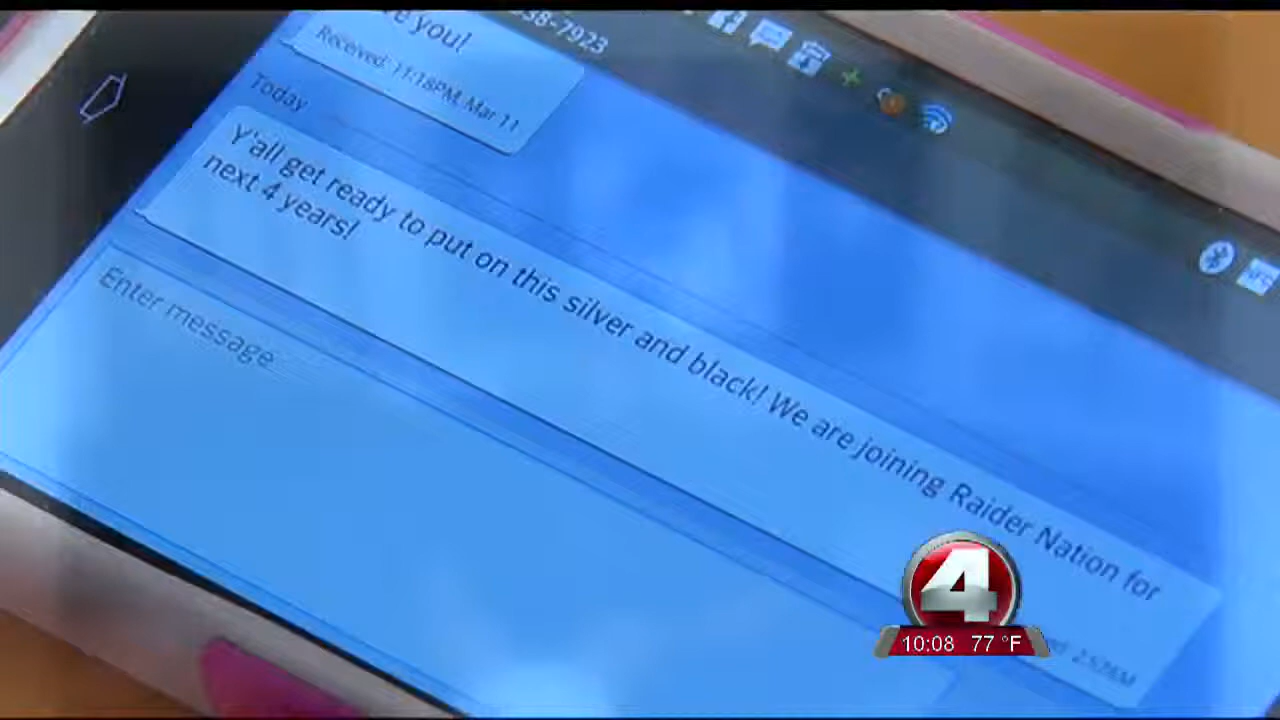 you!
38-7923
Received: 11:18PM, Mar 11
Today
Y'all get ready to put on this silver and black! We are joining Raider Nation for
next 4 years!
Enter message
4
10:08 77 °F